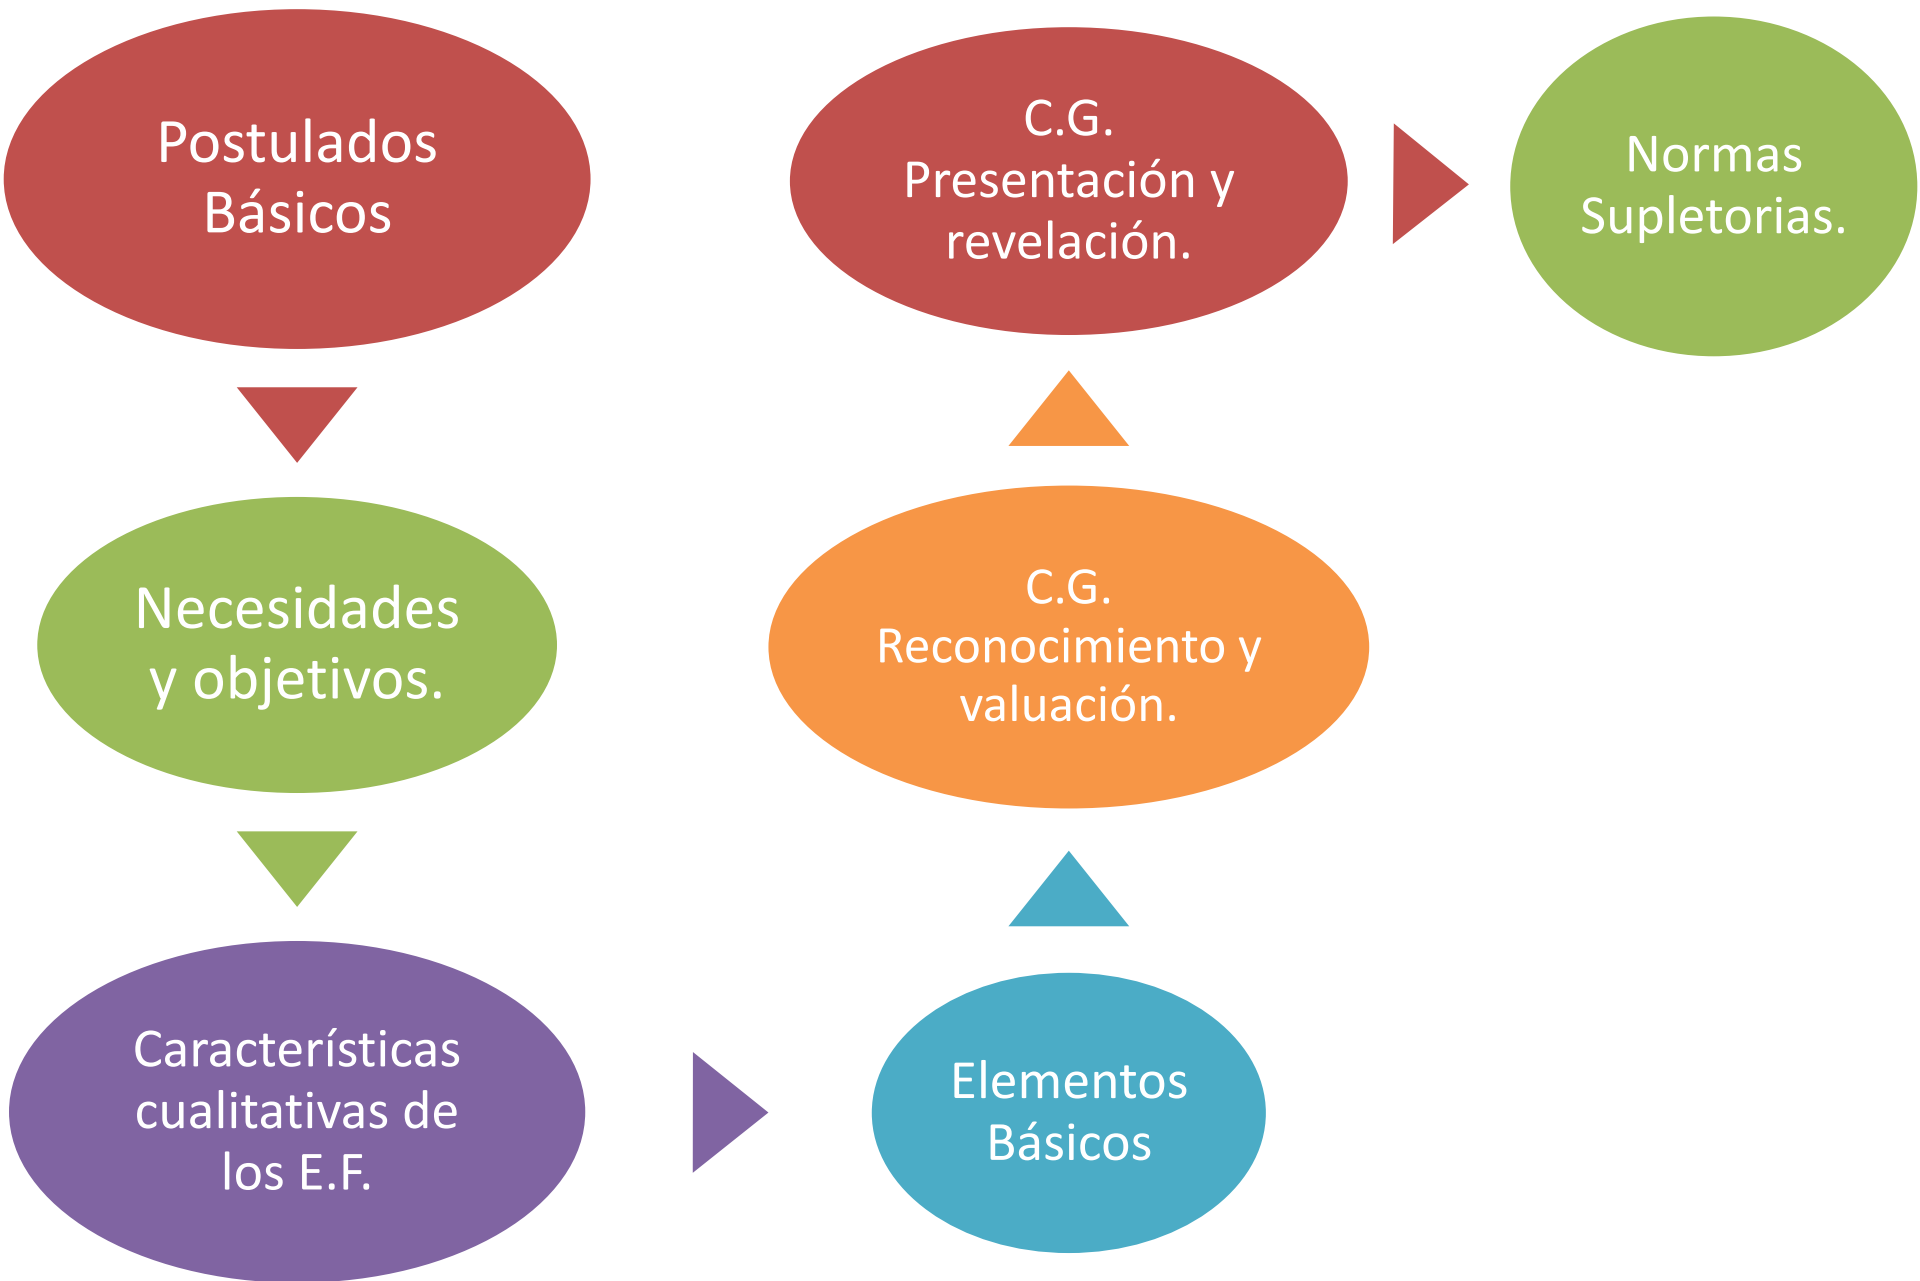 Postulados
Básicos
Necesidades
y objetivos.
Características
cualitativas de
los E.F.
Elementos
Básicos
C.G.
Reconocimiento y
valuación.
C.G.
Presentación y
revelación.
Normas
Supletorias.